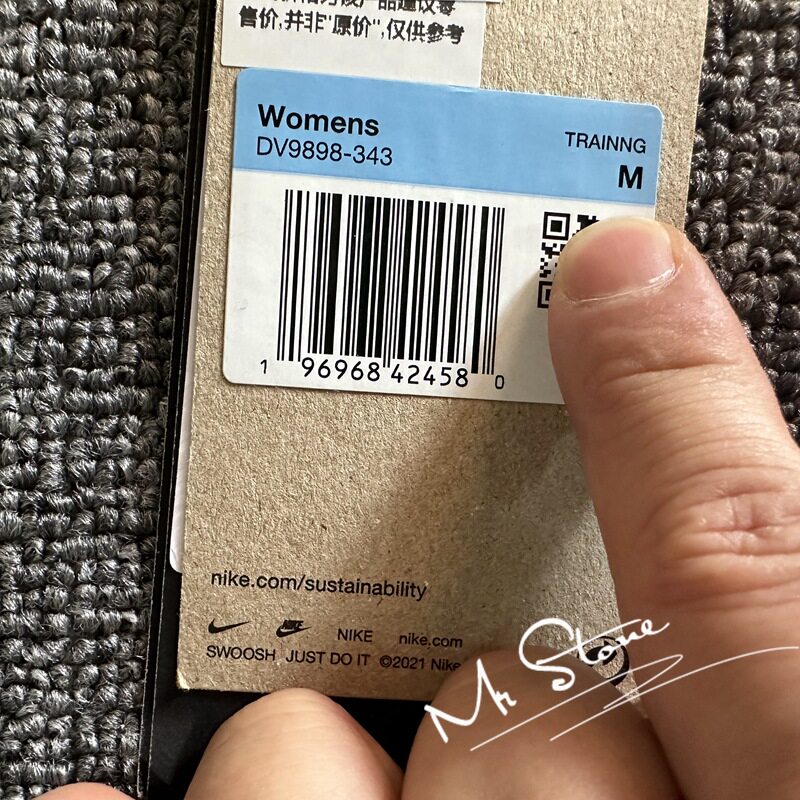 售价,并非"原价",仅供参考
Womens
DV9898-343
TRAINNG
M
1 96968 42458 0
nike.com/sustainability
NIKE nike.com
SWOOSH JUST DO IT ©2021 Nike
Mr Stone